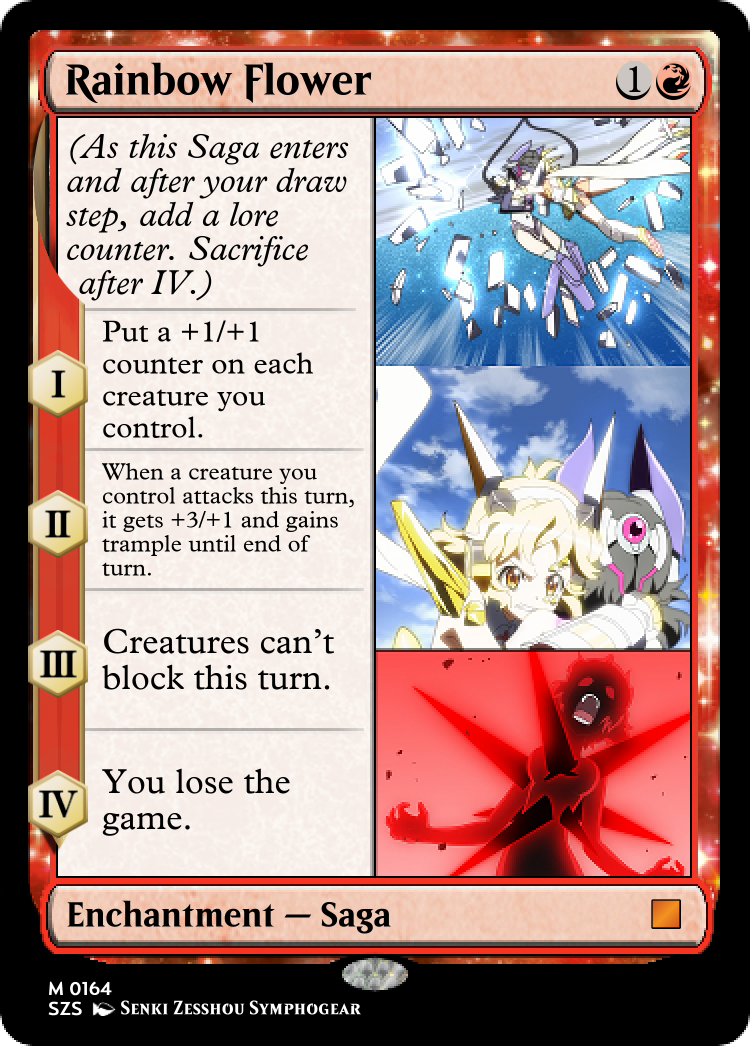 Rainbow Flower 1
(As this Saga enters
and after your draw
step, add a lore
counter. Sacrifice
after IV.)
I
Put a +1/+1
counter on each
creature you
control.
II
When a creature you
control attacks this turn,
it gets +3/+1 and gains
trample until end of
turn.
III
Creatures can't
block this turn.
IV
You lose the
game.
Enchantment — Saga
M 0164
SZS Senki Zesshou Symphogear